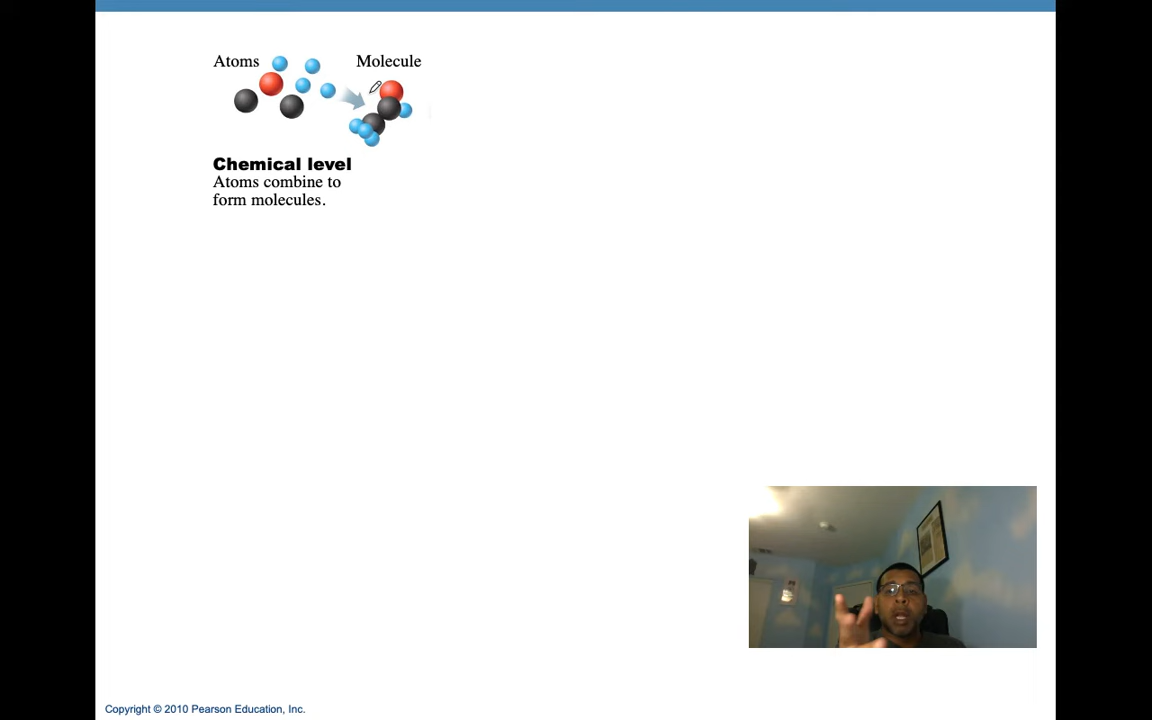 Atoms
Molecule
Chemical level
Atoms combine to
form molecules.
Copyright © 2010 Pearson Education, Inc.